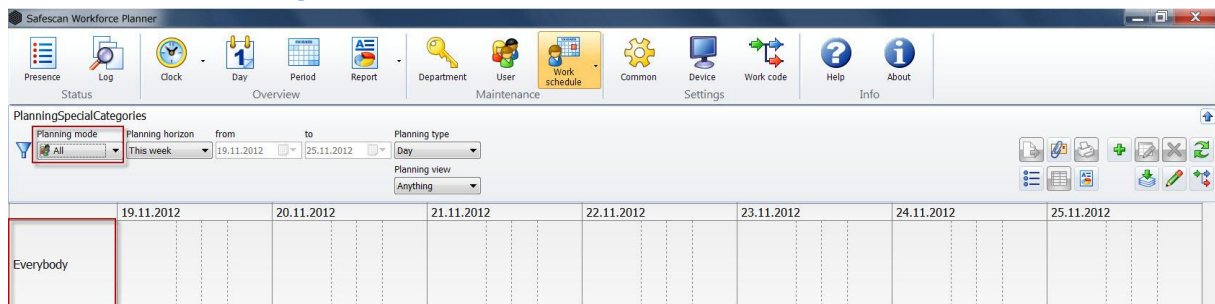 Safescan Workforce Planner
Presence Log Clock Day Period Report Department User Work schedule Common Device Work code Help About
Status Overview Maintenance Settings Info
PlanningSpecialCategories
Planning mode Planning horizon from to Planning type
All This week 19.11.2012 25.11.2012 Day
Planning view
Anything
19.11.2012 20.11.2012 21.11.2012 22.11.2012 23.11.2012 24.11.2012 25.11.2012
Everybody